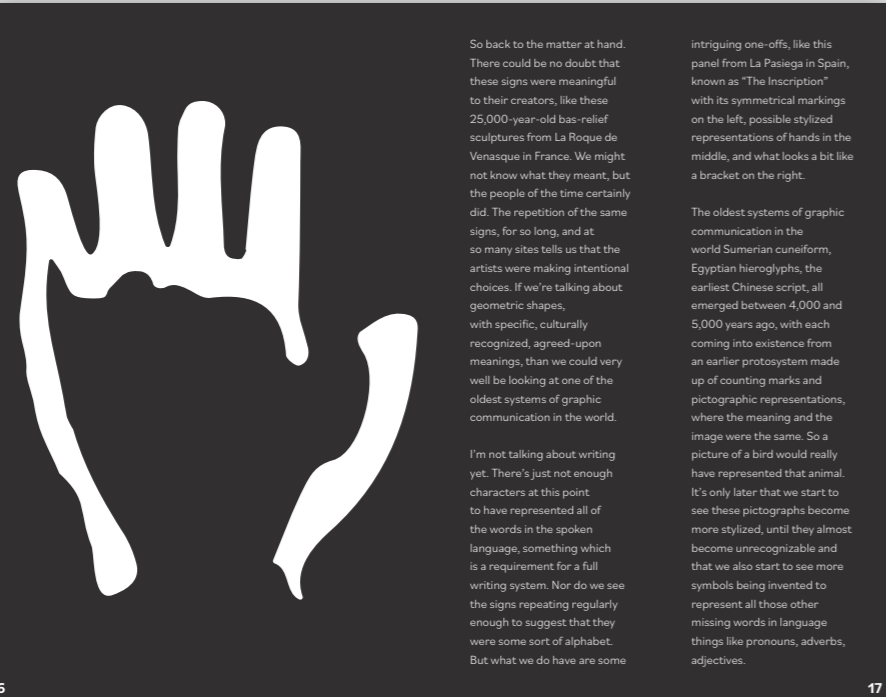 So back to the matter at hand.
There could be no doubt that
these signs were meaningful
to their creators, like these
25,000-year-old bas-relief
sculptures from La Roque de
Venasque in France. We might
not know what they meant, but
the people of the time certainly
did. The repetition of the same
signs, for so long, and at
so many sites tells us that the
artists were making intentional
choices. If we're talking about
geometric shapes,
with specific, culturally
recognized, agreed-upon
meanings, than we could very
well be looking at one of the
oldest systems of graphic
communication in the world.

I'm not talking about writing
yet. There's just not enough
characters at this point
to have represented all of
the words in the spoken
language, something which
is a requirement for a full
writing system. Nor do we see
the signs repeating regularly
enough to suggest that they
were some sort of alphabet.
But what we do have are some
intriguing one-offs, like this
panel from La Pasiega in Spain,
known as “The Inscription”
with its symmetrical markings
on the left, possible stylized
representations of hands in the
middle, and what looks a bit like
a bracket on the right.

The oldest systems of graphic
communication in the
world Sumerian cuneiform,
Egyptian hieroglyphs, the
earliest Chinese script, all
emerged between 4,000 and
5,000 years ago, with each
coming into existence from
an earlier protosystem made
up of counting marks and
pictographic representations,
where the meaning and the
image were the same. So a
picture of a bird would really
have represented that animal.
It's only later that we start to
see these pictographs become
more stylized, until they almost
become unrecognizable and
that we also start to see more
symbols being invented to
represent all those other
missing words in language
things like pronouns, adverbs,
adjectives.
17